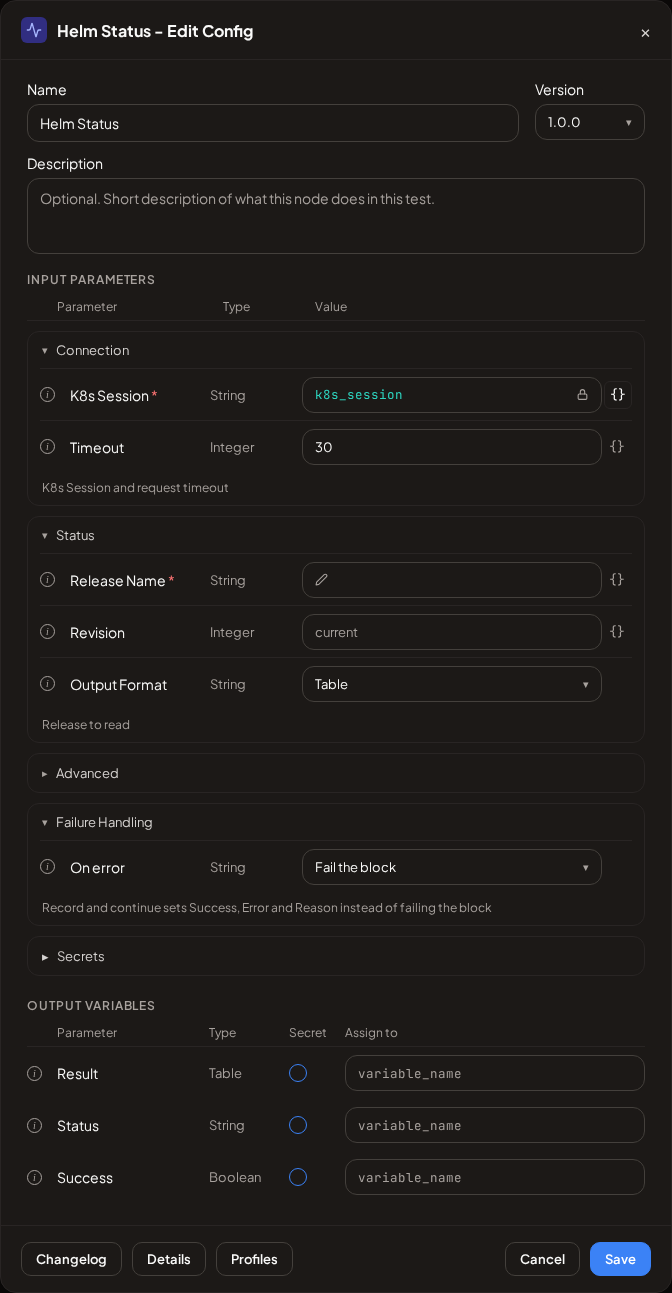 Helm Status - Edit Config ×
Name Version
Helm Status 1.0.0 ▾
Description
Optional. Short description of what this node does in this test.
INPUT PARAMETERS
Parameter Type Value
▾ Connection
i K8s Session * String k8s_session {}
i Timeout Integer 30 {}
K8s Session and request timeout
▾ Status
i Release Name * String {}
i Revision Integer current {}
i Output Format String Table ▾
Release to read
▸ Advanced
▾ Failure Handling
i On error String Fail the block ▾
Record and continue sets Success, Error and Reason instead of failing the block
▸ Secrets
OUTPUT VARIABLES
Parameter Type Secret Assign to
i Result Table variable_name
i Status String variable_name
i Success Boolean variable_name
Changelog Details Profiles Cancel Save